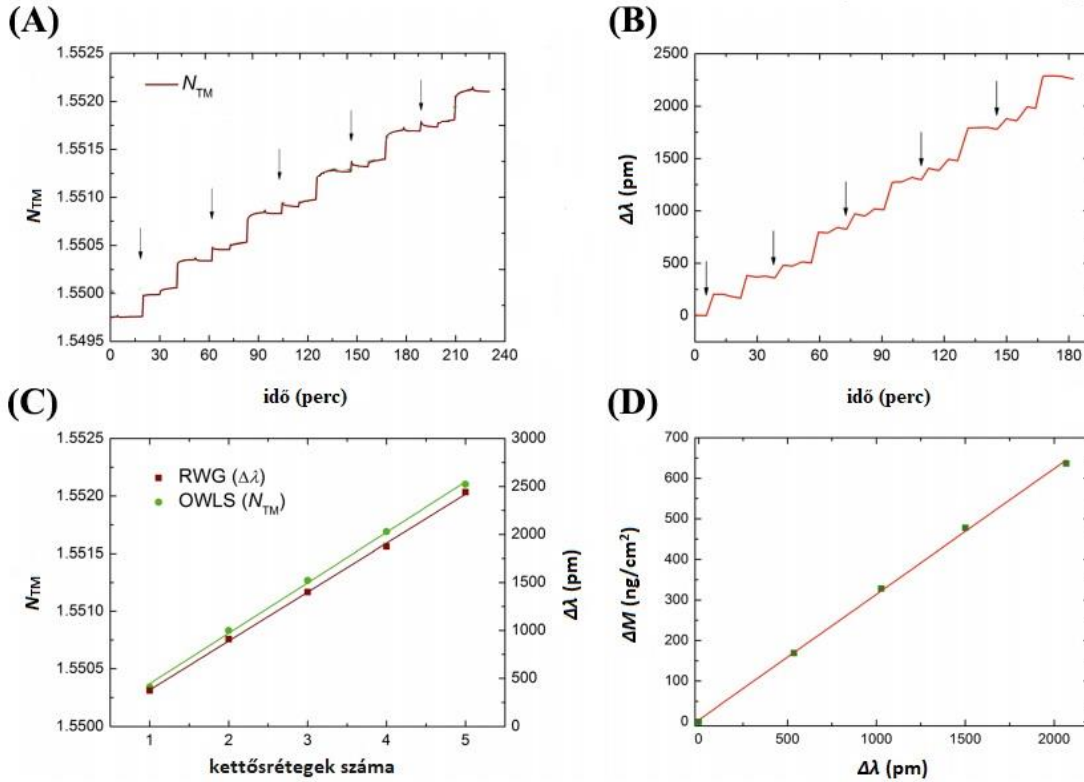 (A)
1.5525
1.5520
1.5515
1.5510
1.5505
1.5500
1.5495
N_TM
N_TM
0 30 60 90 120 150 180 210 240
idő (perc)
(B)
2500
2000
1500
1000
500
0
Δλ (pm)
0 30 60 90 120 150 180
idő (perc)
(C)
1.5525
1.5520
1.5515
1.5510
1.5505
1.5500
N_TM
RWG (Δλ)
OWLS (N_TM)
3000
2500
2000
1500
1000
500
0
Δλ (pm)
1 2 3 4 5
kettősrétegek száma
(D)
700
600
500
400
300
200
100
0
ΔM (ng/cm²)
0 500 1000 1500 2000
Δλ (pm)